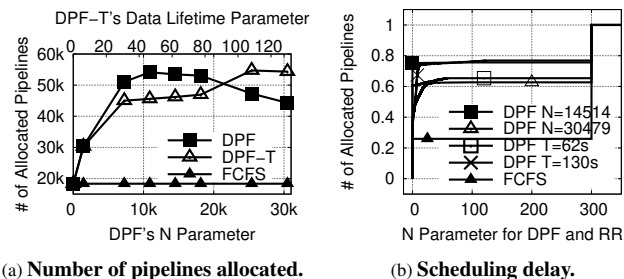 DPF-T's Data Lifetime Parameter
0 20 40 60 80 100 120
# of Allocated Pipelines
60k
50k
40k
30k
20k
DPF
DPF-T
FCFS
0 10k 20k 30k
DPF's N Parameter
(a) Number of pipelines allocated.
# of Allocated Pipelines
1
0.8
0.6
0.4
0.2
0
DPF N=14514
DPF N=30479
DPF T=62s
DPF T=130s
FCFS
0 100 200 300
N Parameter for DPF and RR
(b) Scheduling delay.